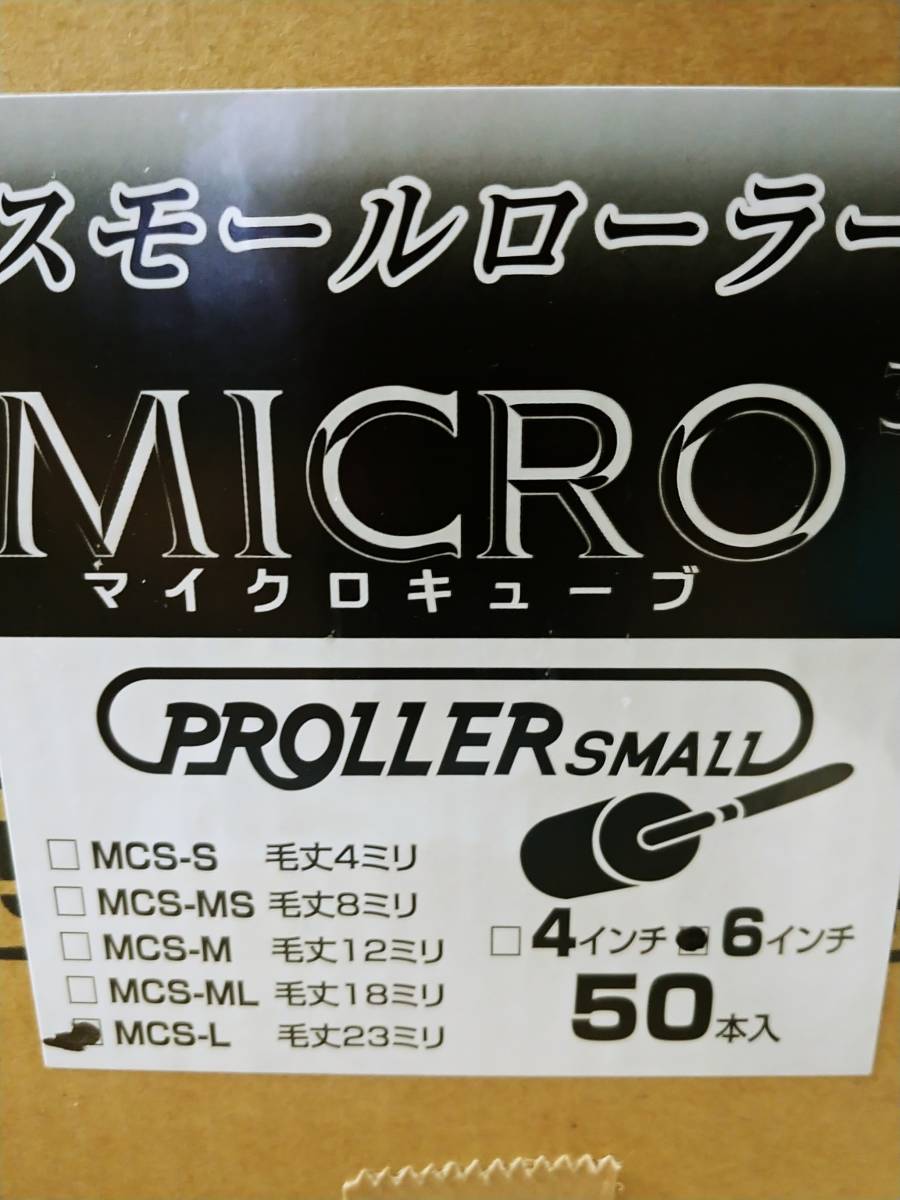 スモールローラー
MICRO³
マイクロキューブ
PROLLER SMALL
MCS-S 毛丈4ミリ
MCS-MS 毛丈8ミリ
MCS-M 毛丈12ミリ
MCS-ML 毛丈18ミリ
MCS-L 毛丈23ミリ
4インチ 6インチ
50本入